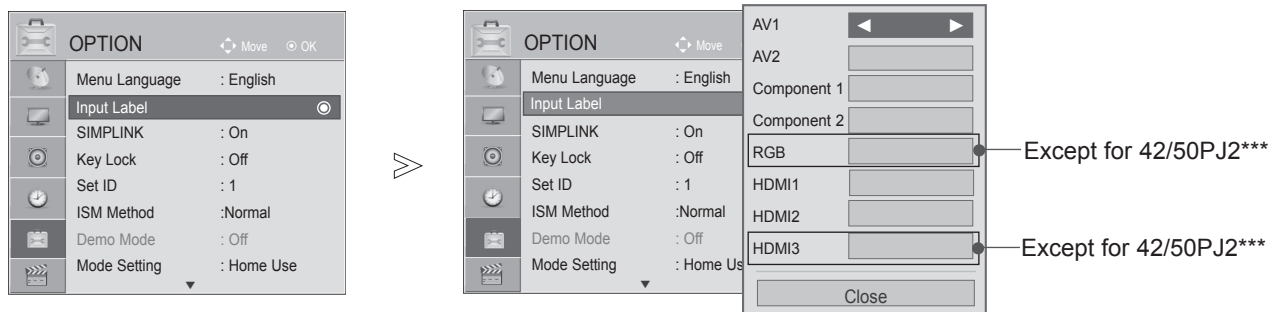 OPTION
Move OK
Menu Language : English
Input Label
SIMPLINK : On
Key Lock : Off
Set ID : 1
ISM Method :Normal
Demo Mode : Off
Mode Setting : Home Use
OPTION
Move
Menu Language : English
Input Label
SIMPLINK : On
Key Lock : Off
Set ID : 1
ISM Method :Normal
Demo Mode : Off
Mode Setting : Home Us
AV1
AV2
Component 1
Component 2
RGB
HDMI1
HDMI2
HDMI3
Close
Except for 42/50PJ2***
Except for 42/50PJ2***